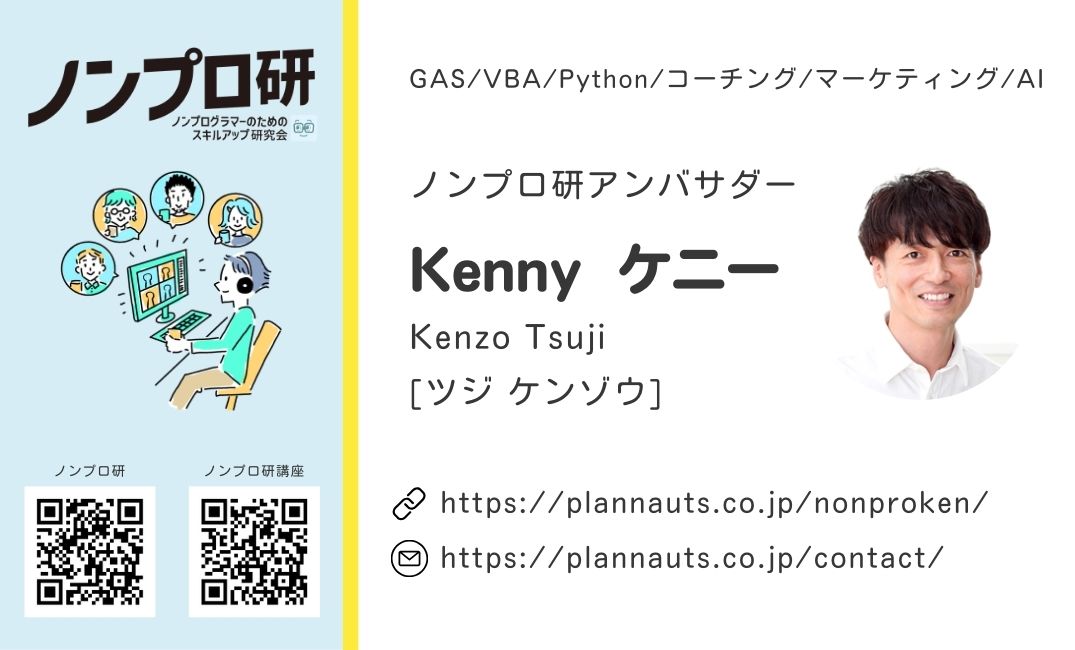 ノンプロ研
ノンプログラマーのための
スキルアップ研究会
ノンプロ研
ノンプロ研講座
GAS/VBA/Python/コーチング/マーケティング/AI
ノンプロ研アンバサダー
Kenny ケニー
Kenzo Tsuji
[ツジ ケンゾウ]
https://plannauts.co.jp/nonproken/
https://plannauts.co.jp/contact/